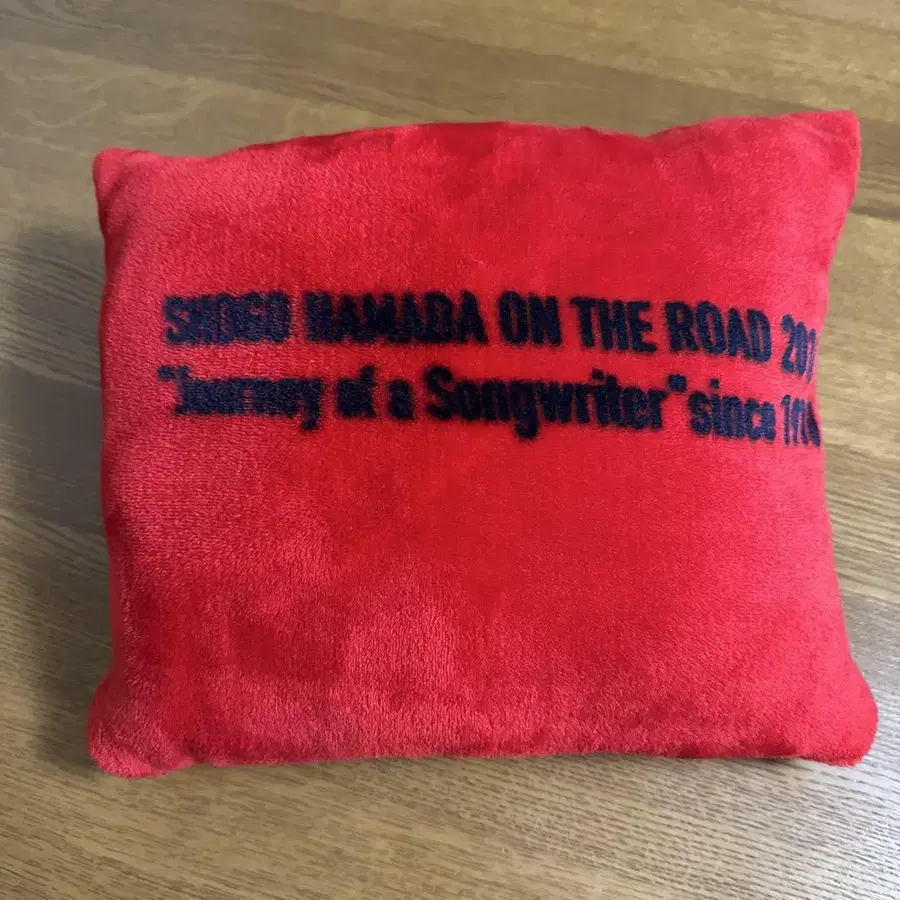 SHOGO HAMADA ON THE ROAD
"Journey of a Songwriter" since